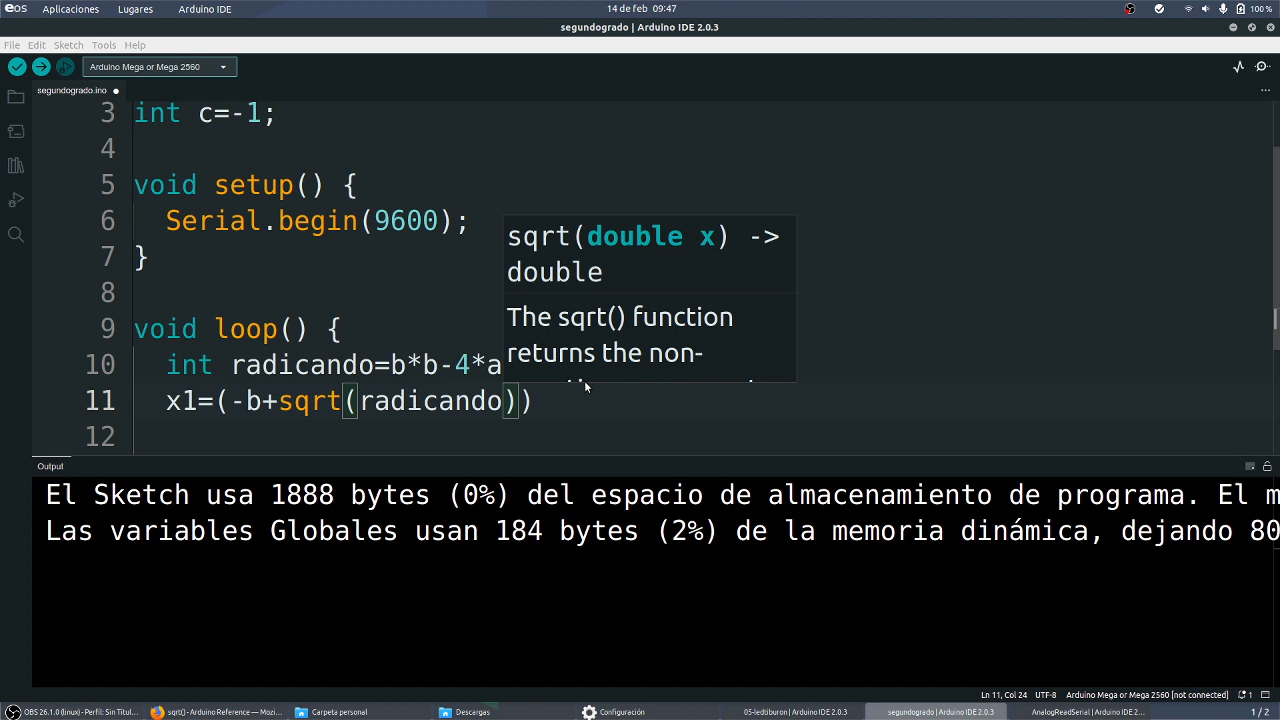 eos Aplicaciones Lugares Arduino IDE 14 de feb 09:47 100 %
segundogrado | Arduino IDE 2.0.3
File Edit Sketch Tools Help
Arduino Mega or Mega 2560
segundogrado.ino
3 int c=-1;
4
5 void setup() {
6 Serial.begin(9600);
7 }
8
9 void loop() {
10 int radicando=b*b-4*a
11 x1=(-b+sqrt(radicando))
12
sqrt(double x) ->
double
The sqrt() function
returns the non-
Output
El Sketch usa 1888 bytes (0%) del espacio de almacenamiento de programa. El m
Las variables Globales usan 184 bytes (2%) de la memoria dinámica, dejando 80
Ln 11, Col 24 UTF-8 Arduino Mega or Mega 2560 [not connected] 1
OBS 26.1.0 (linux) - Perfil: Sin Titul... sqrt() - Arduino Reference — Mozi... Carpeta personal Descargas Configuración 05-ledtiburon | Arduino IDE 2.0.3 segundogrado | Arduino IDE 2.0.3 AnalogReadSerial | Arduino IDE 2... 1 / 2